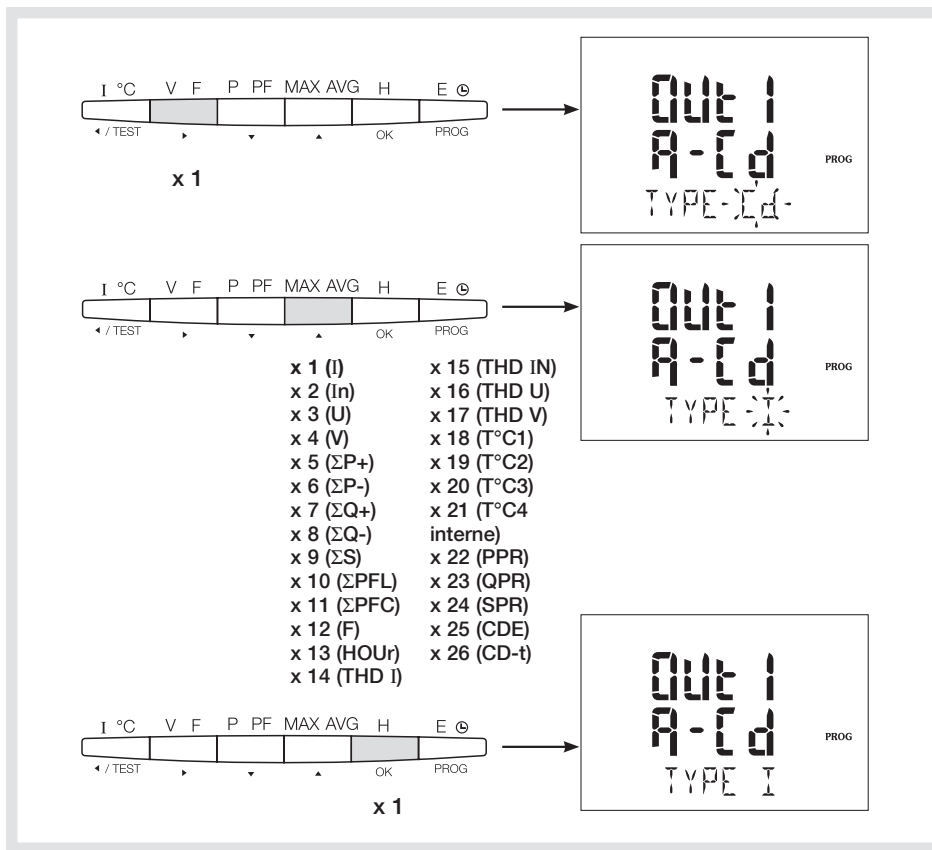 I °C V F P PF MAX AVG H E
/ TEST OK PROG
x 1
OUt 1
A-Cd
PROG
TYPE Cd
I °C V F P PF MAX AVG H E
/ TEST OK PROG
OUt 1
A-Cd
PROG
TYPE I
x 1 (I)
x 2 (In)
x 3 (U)
x 4 (V)
x 5 (ΣP+)
x 6 (ΣP-)
x 7 (ΣQ+)
x 8 (ΣQ-)
x 9 (ΣS)
x 10 (ΣPFL)
x 11 (ΣPFC)
x 12 (F)
x 13 (HOUr)
x 14 (THD I)
x 15 (THD IN)
x 16 (THD U)
x 17 (THD V)
x 18 (T°C1)
x 19 (T°C2)
x 20 (T°C3)
x 21 (T°C4
interne)
x 22 (PPR)
x 23 (QPR)
x 24 (SPR)
x 25 (CDE)
x 26 (CD-t)
I °C V F P PF MAX AVG H E
/ TEST OK PROG
x 1
OUt 1
A-Cd
PROG
TYPE I